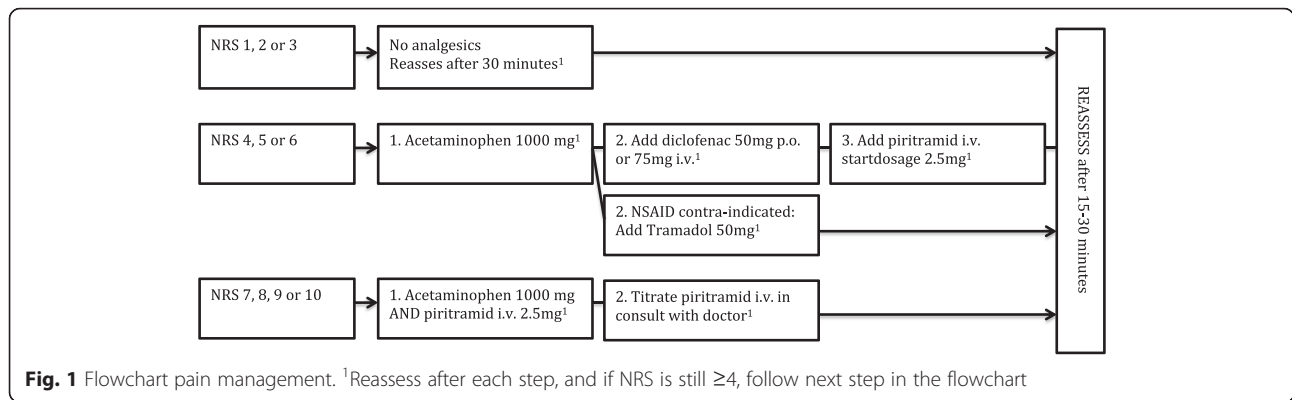 NRS 1, 2 or 3
No analgesics
Reasses after 30 minutes¹
NRS 4, 5 or 6
1. Acetaminophen 1000 mg¹
2. Add diclofenac 50mg p.o.
or 75mg i.v.¹
3. Add piritramid i.v.
startdosage 2.5mg¹
2. NSAID contra-indicated:
Add Tramadol 50mg¹
NRS 7, 8, 9 or 10
1. Acetaminophen 1000 mg
AND piritramid i.v. 2.5mg¹
2. Titrate piritramid i.v. in
consult with doctor¹
REASSESS after 15-30
minutes
Fig. 1 Flowchart pain management. ¹Reassess after each step, and if NRS is still ≥4, follow next step in the flowchart